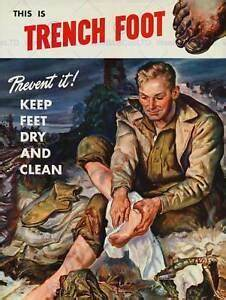 THIS IS
TRENCH FOOT
Prevent it!
KEEP
FEET
DRY
AND
CLEAN